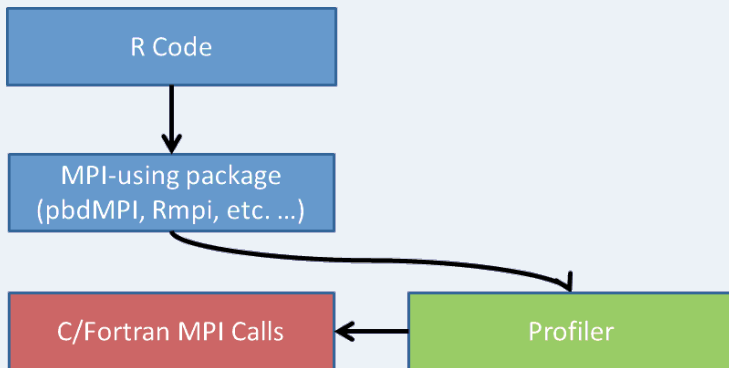 R Code
MPI-using package
(pbdMPI, Rmpi, etc. ...)
C/Fortran MPI Calls
Profiler